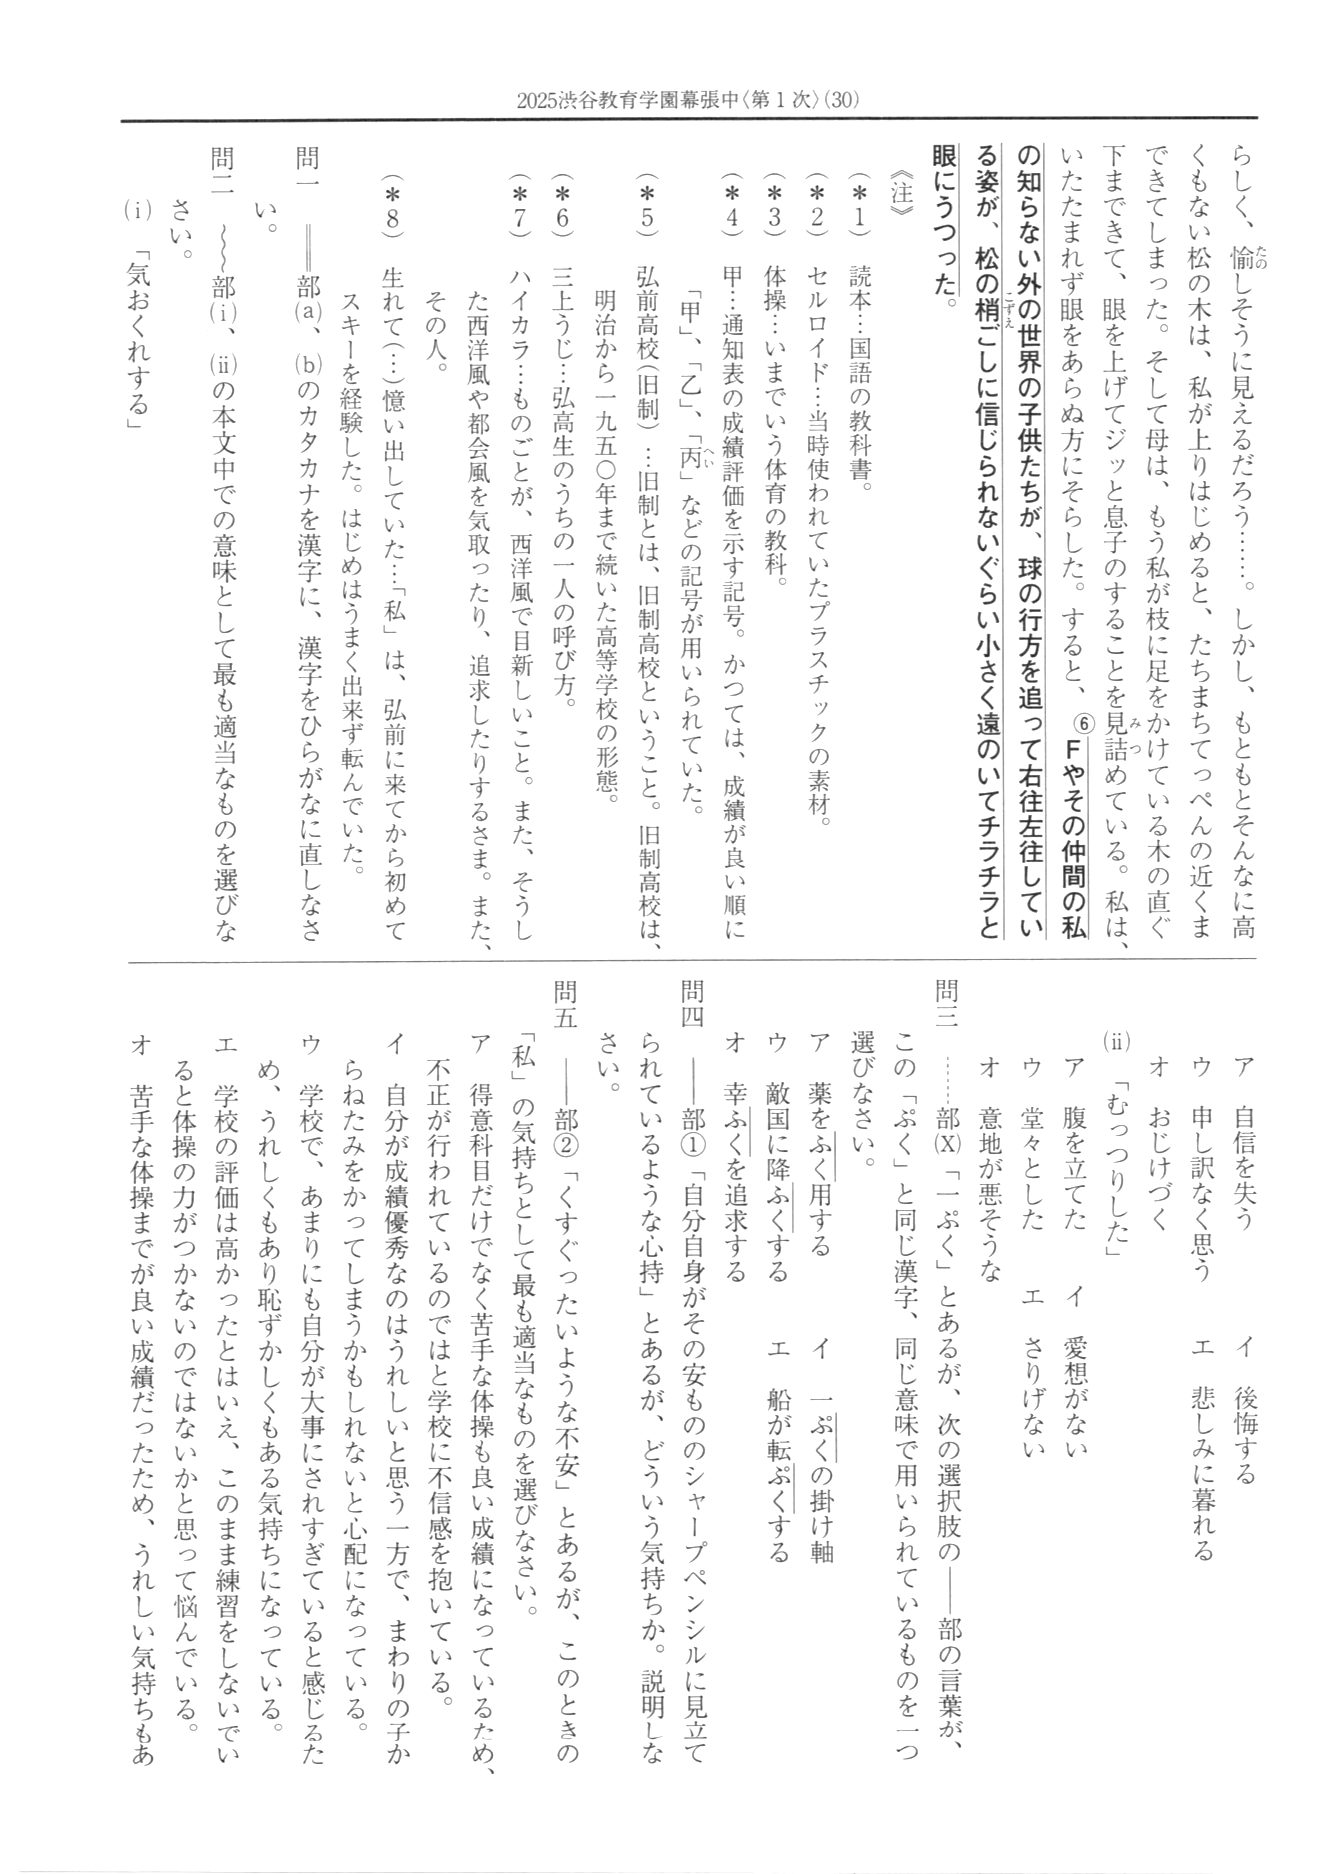 2025渋谷教育学園幕張中〈第1次〉(30)
らしく、愉しそうに見えるだろう……。しかし、もともとそんなに高
くもない松の木は、私が上りはじめると、たちまちてっぺんの近くま
できてしまった。そして母は、もう私が枝に足をかけている木の直ぐ
下まできて、眼を上げてジッと息子のすることを見詰めている。私は、
いたたまれず眼をあらぬ方にそらした。すると、⑥Fやその仲間の私
の知らない外の世界の子供たちが、球の行方を追って右往左往してい
る姿が、松の梢ごしに信じられないぐらい小さく遠のいてチラチラと
眼にうつった。
《注》
(*1) 読本…国語の教科書。
(*2) セルロイド…当時使われていたプラスチックの素材。
(*3) 体操…いまでいう体育の教科。
(*4) 甲…通知表の成績評価を示す記号。かつては、成績が良い順に
「甲」、「乙」、「丙」などの記号が用いられていた。
(*5) 弘前高校(旧制)…旧制とは、旧制高校ということ。旧制高校は、
明治から一九五〇年まで続いた高等学校の形態。
(*6) 三上うじ…弘高生のうちの一人の呼び方。
(*7) ハイカラ…ものごとが、西洋風で目新しいこと。また、そうし
た西洋風や都会風を気取ったり、追求したりするさま。また、
その人。
(*8) 生れて(…)憶い出していた…「私」は、弘前に来てから初めて
スキーを経験した。はじめはうまく出来ず転んでいた。
問一 ══部(a)、(b)のカタカナを漢字に、漢字をひらがなに直しなさ
い。
問二 〜〜部(i)、(ii)の本文中での意味として最も適当なものを選びな
さい。
(i) 「気おくれする」
ア 自信を失う イ 後悔する
ウ 申し訳なく思う エ 悲しみに暮れる
オ おじけづく
(ii) 「むっつりした」
ア 腹を立てた イ 愛想がない
ウ 堂々とした エ さりげない
オ 意地が悪そうな
問三 ……部(X)「一ぷく」とあるが、次の選択肢の――部の言葉が、
この「ぷく」と同じ漢字、同じ意味で用いられているものを一つ
選びなさい。
ア 薬をふく用する イ 一ぷくの掛け軸
ウ 敵国に降ふくする エ 船が転ぷくする
オ 幸ふくを追求する
問四 ――部①「自分自身がその安もののシャープペンシルに見立て
られているような心持」とあるが、どういう気持ちか。説明しな
さい。
問五 ――部②「くすぐったいような不安」とあるが、このときの
「私」の気持ちとして最も適当なものを選びなさい。
ア 得意科目だけでなく苦手な体操も良い成績になっているため、
不正が行われているのではと学校に不信感を抱いている。
イ 自分が成績優秀なのはうれしいと思う一方で、まわりの子か
らねたみをかってしまうかもしれないと心配になっている。
ウ 学校で、あまりにも自分が大事にされすぎていると感じるた
め、うれしくもあり恥ずかしくもある気持ちになっている。
エ 学校の評価は高かったとはいえ、このまま練習をしないでい
ると体操の力がつかないのではないかと思って悩んでいる。
オ 苦手な体操までが良い成績だったため、うれしい気持ちもあ